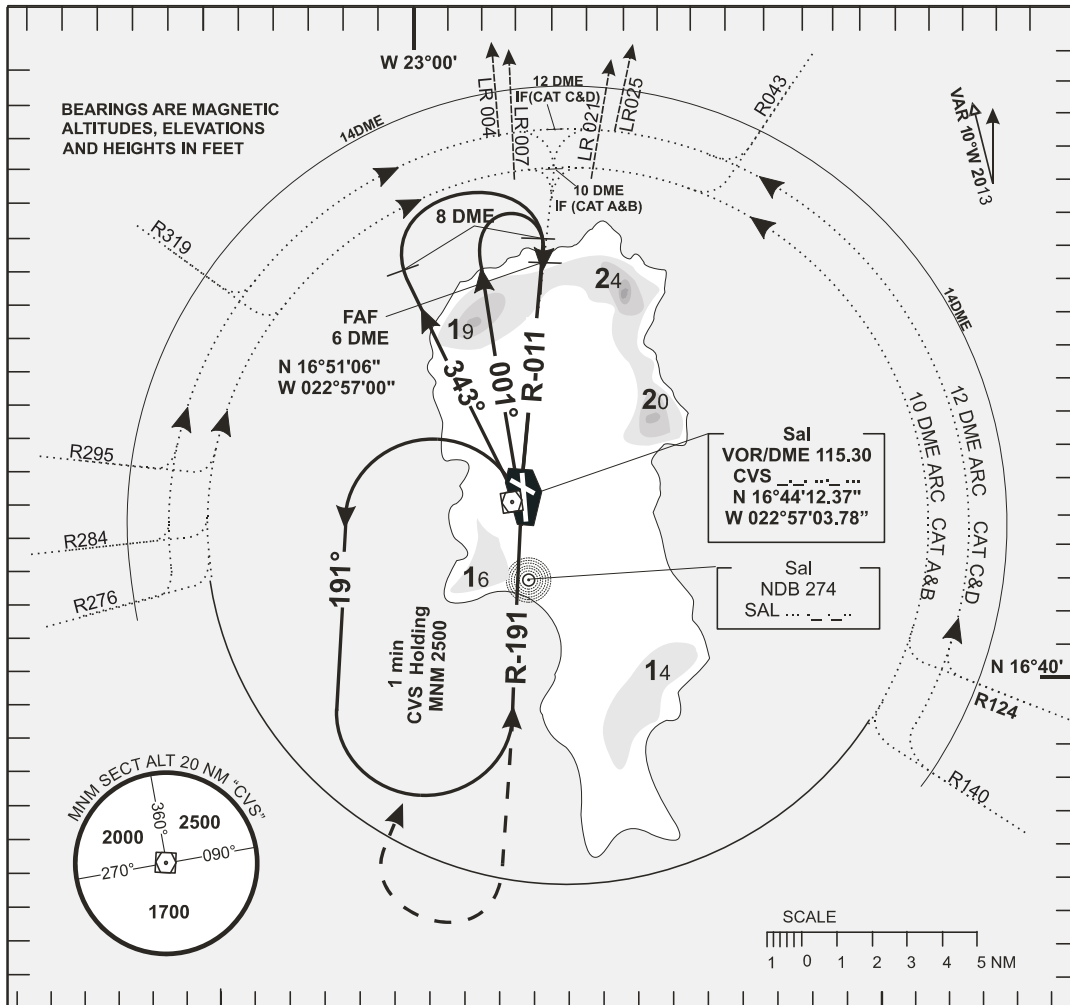 W 23°00'
BEARINGS ARE MAGNETIC
ALTITUDES, ELEVATIONS
AND HEIGHTS IN FEET
14DME
LR 004
LR 007
12 DME
IF(CAT C&D)
LR 021
LR025
R043
VAR 10°W 2013
10 DME
IF (CAT A&B)
8 DME
R319
FAF
6 DME
N 16°51'06"
W 022°57'00"
19
24
20
343°
001°
R-011
14DME
10 DME ARC CAT A&B
12 DME ARC CAT C&D
Sal
VOR/DME 115.30
CVS _._. ..._ ...
N 16°44'12.37"
W 022°57'03.78”
R295
R284
R276
191°
16
Sal
NDB 274
SAL ... ._ ._..
1 min
CVS Holding
MNM 2500
R-191
14
N 16°40'
R124
R140
MNM SECT ALT 20 NM “CVS”
360°
2000
2500
270°
090°
1700
SCALE
1 0 1 2 3 4 5 NM